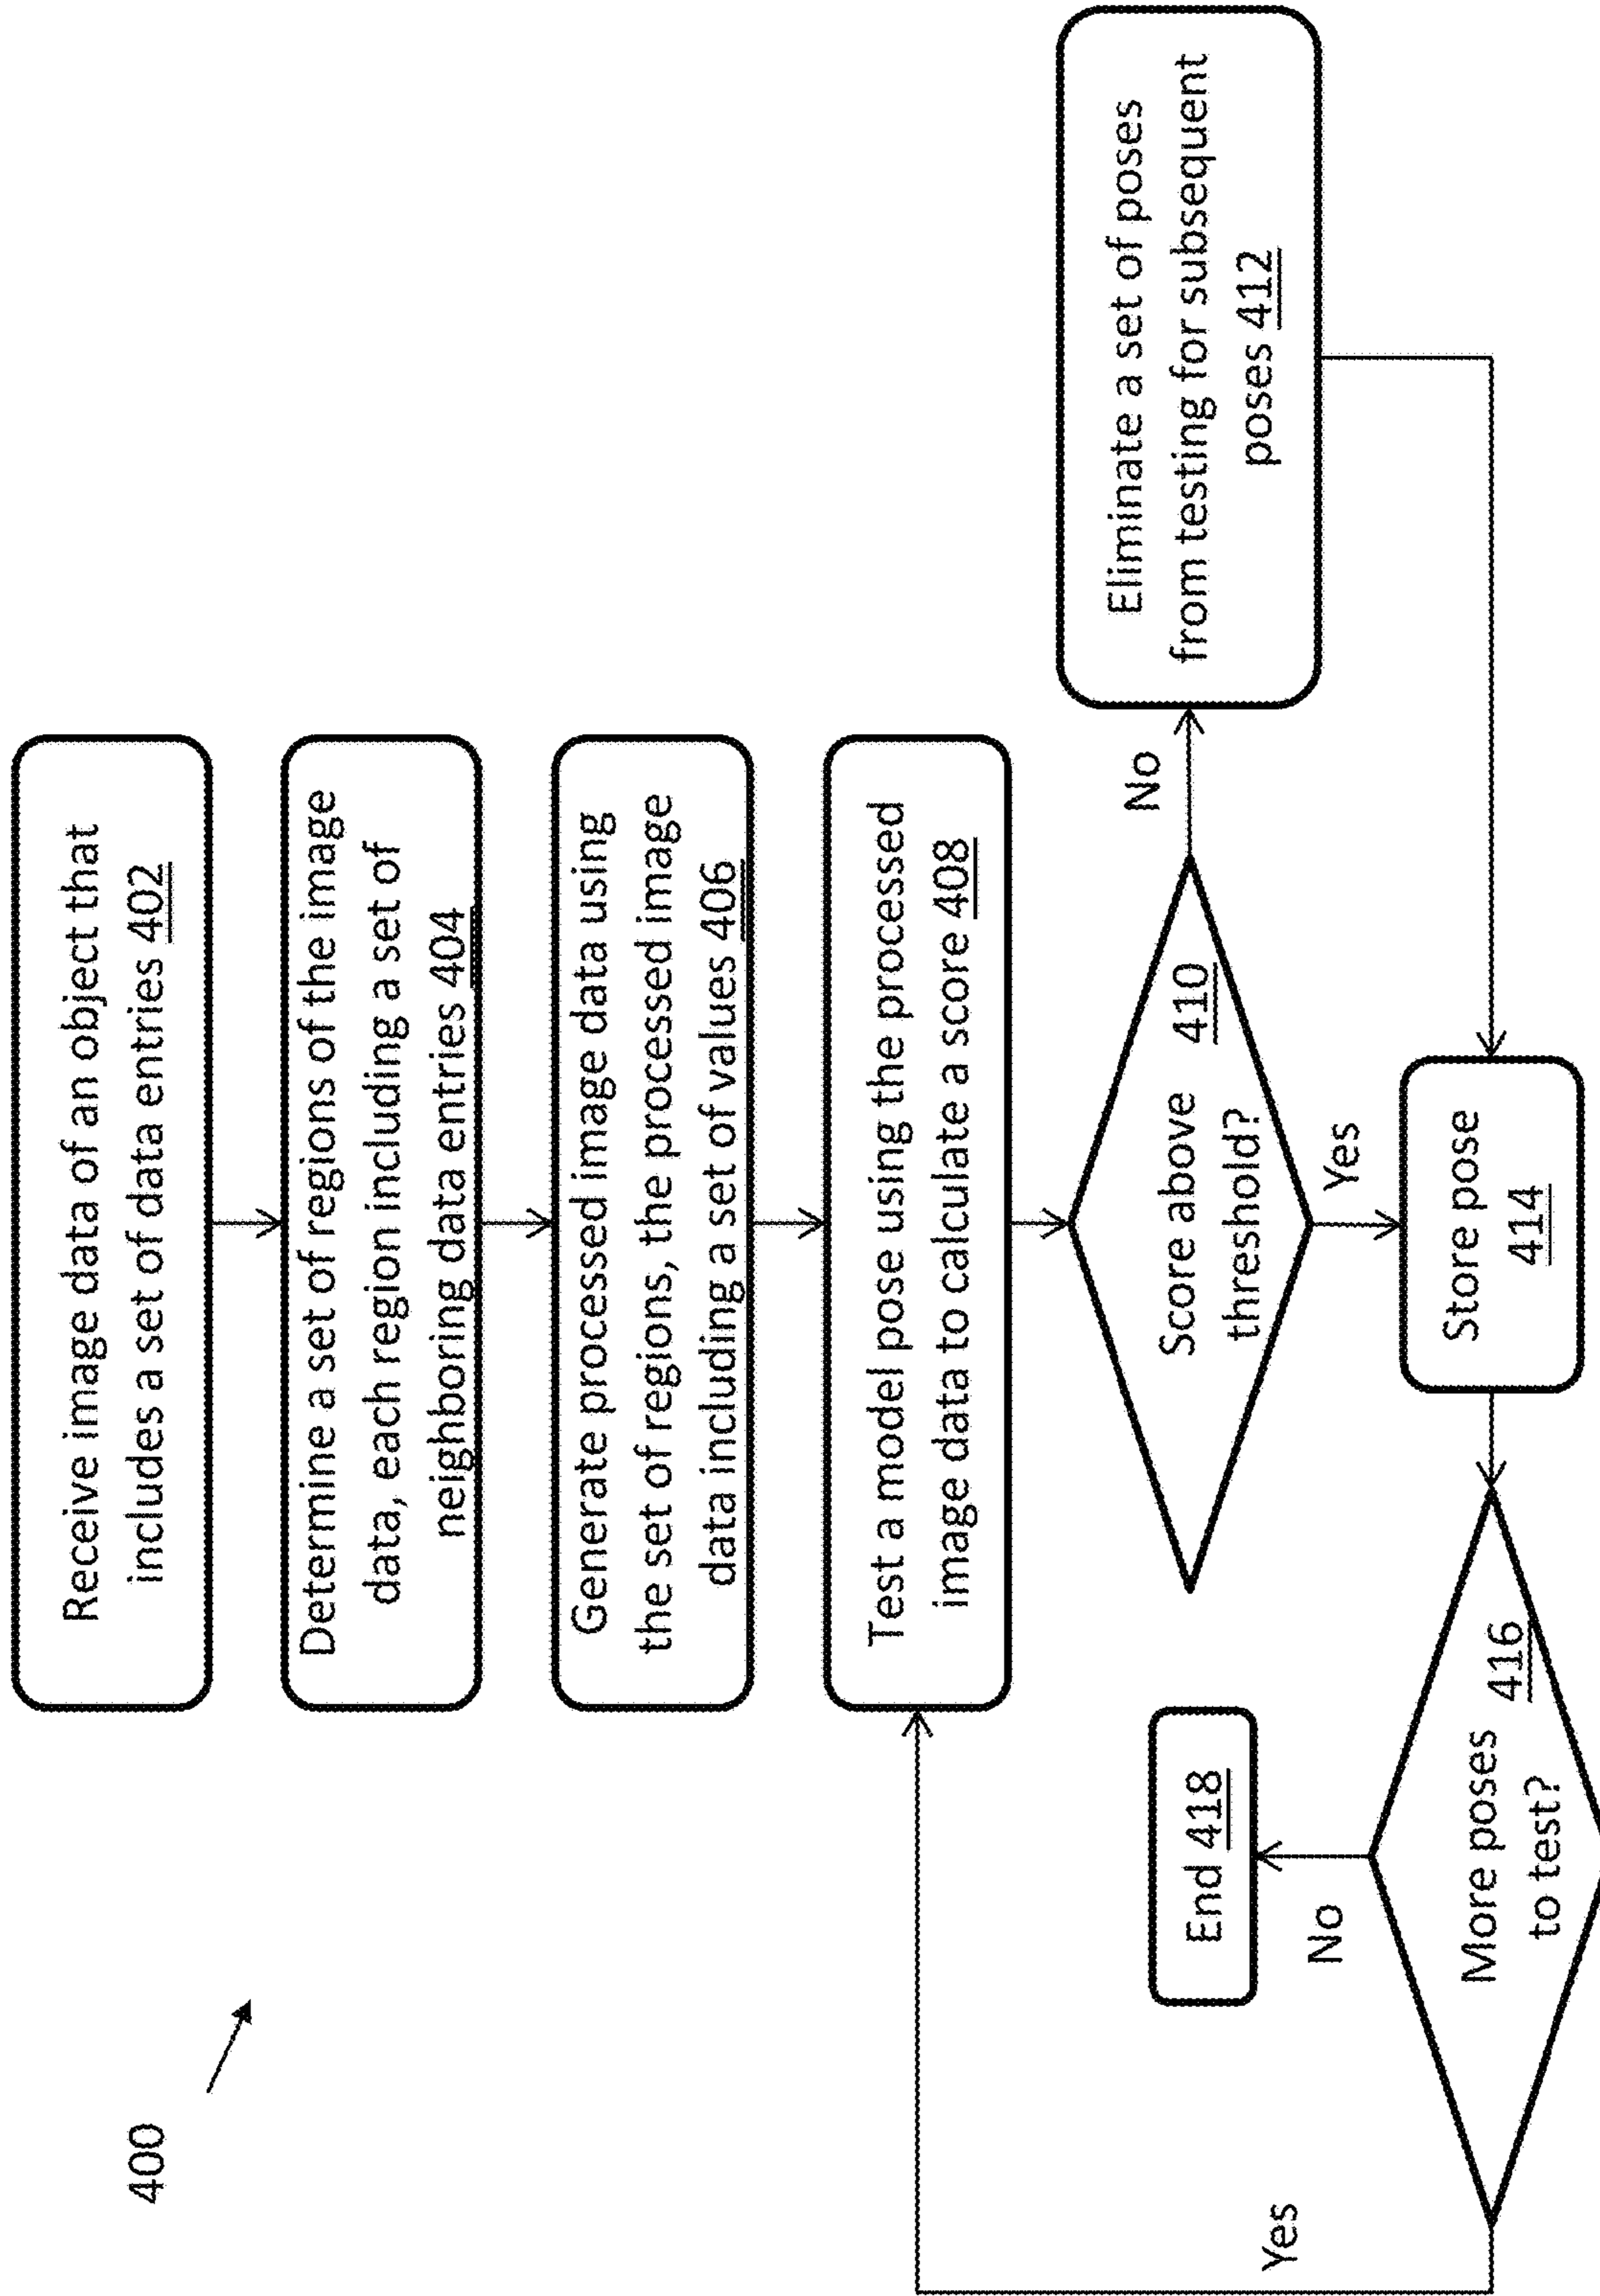 400
Receive image data of an object that
includes a set of data entries 402
Determine a set of regions of the image
data, each region including a set of
neighboring data entries 404
Generate processed image data using
the set of regions, the processed image
data including a set of values 406
Test a model pose using the processed
image data to calculate a score 408
Score above 410
threshold?
No
Eliminate a set of poses
from testing for subsequent
poses 412
Yes
Store pose
414
More poses 416
to test?
No
End 418
Yes